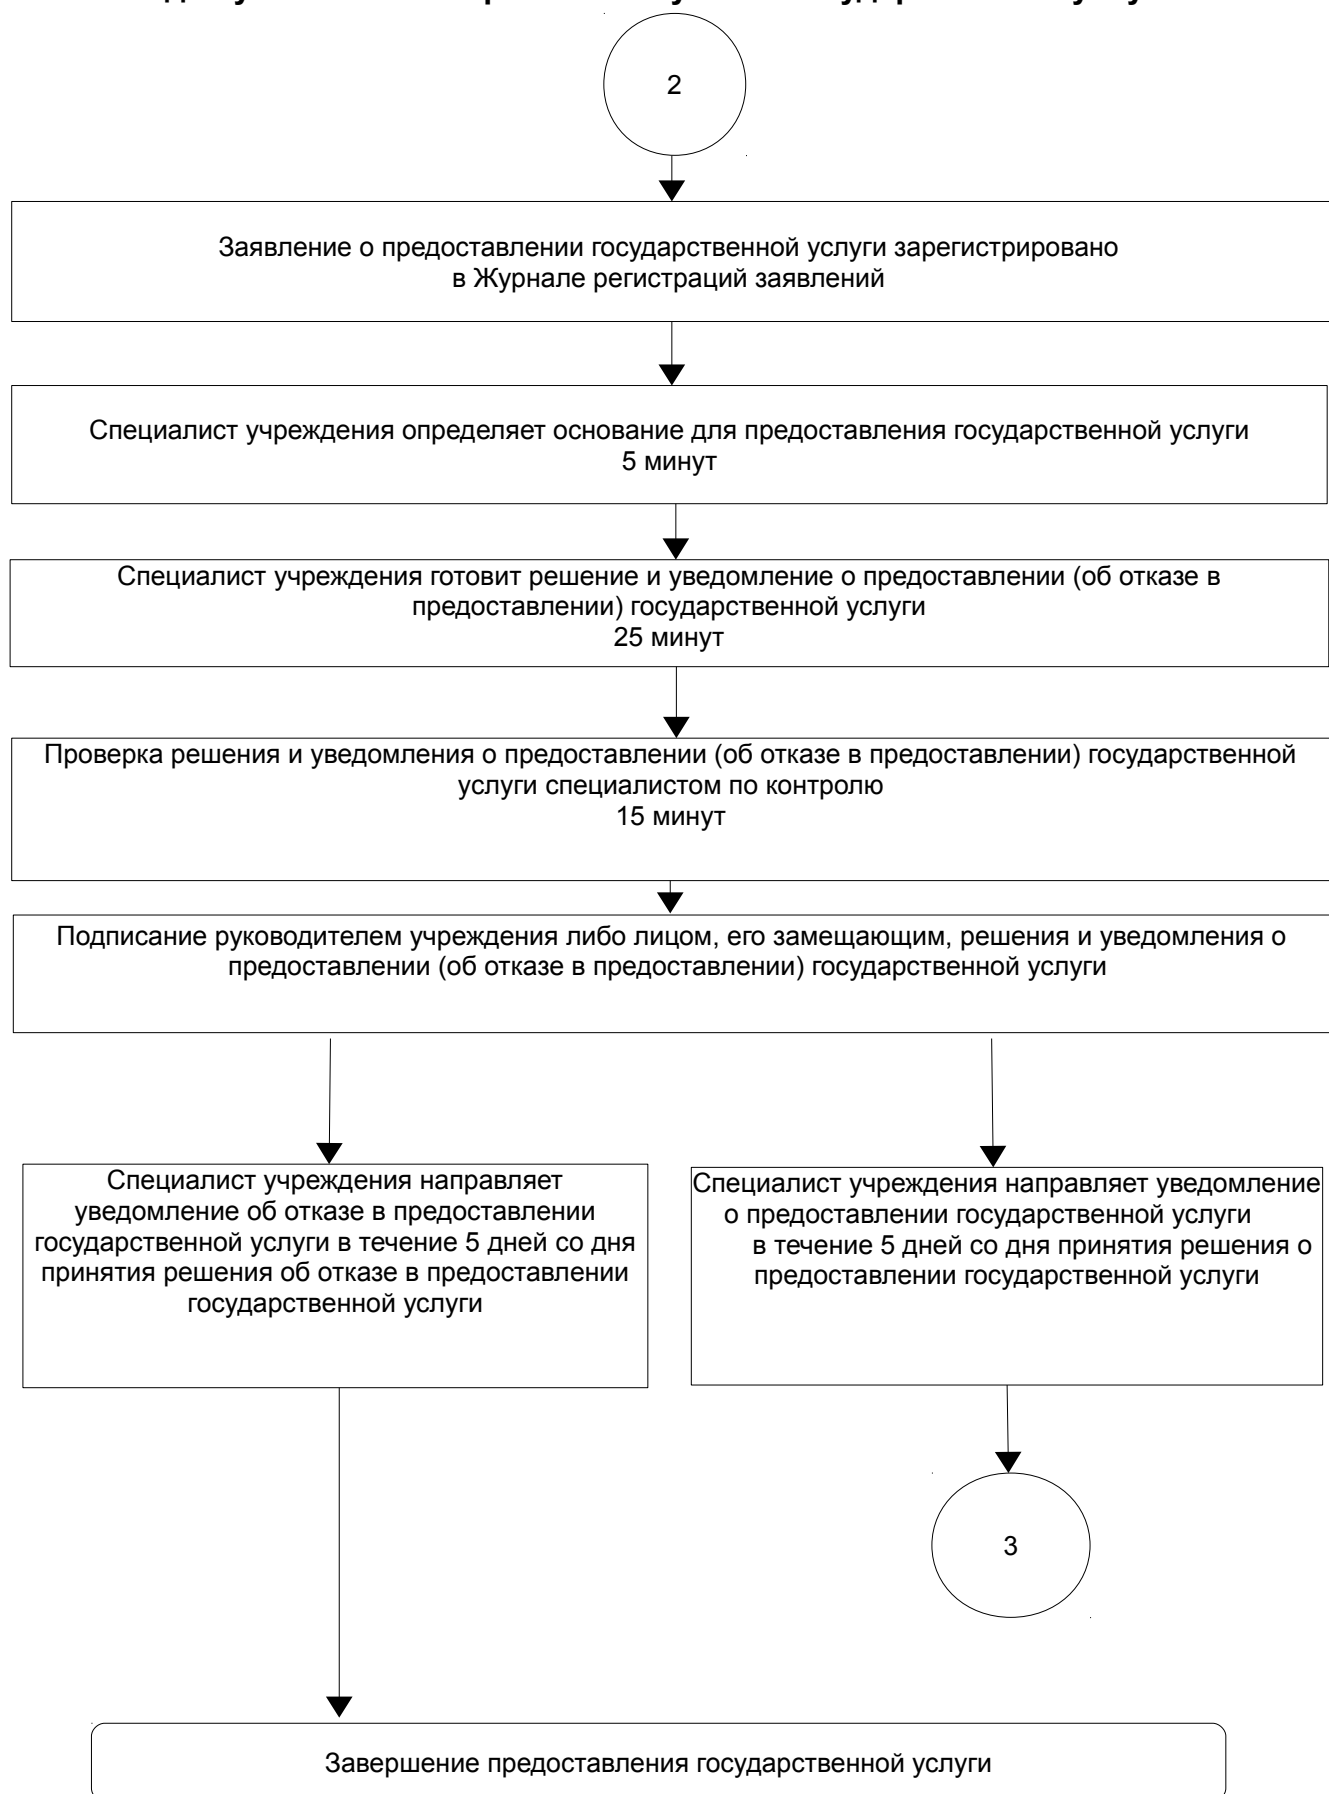 2
Заявление о предоставлении государственной услуги зарегистрировано
в Журнале регистраций заявлений
Специалист учреждения определяет основание для предоставления государственной услуги
5 минут
Специалист учреждения готовит решение и уведомление о предоставлении (об отказе в
предоставлении) государственной услуги
25 минут
Проверка решения и уведомления о предоставлении (об отказе в предоставлении) государственной
услуги специалистом по контролю
15 минут
Подписание руководителем учреждения либо лицом, его замещающим, решения и уведомления о
предоставлении (об отказе в предоставлении) государственной услуги
Специалист учреждения направляет
уведомление об отказе в предоставлении
государственной услуги в течение 5 дней со дня
принятия решения об отказе в предоставлении
государственной услуги
Специалист учреждения направляет уведомление
о предоставлении государственной услуги
в течение 5 дней со дня принятия решения о
предоставлении государственной услуги
3
Завершение предоставления государственной услуги